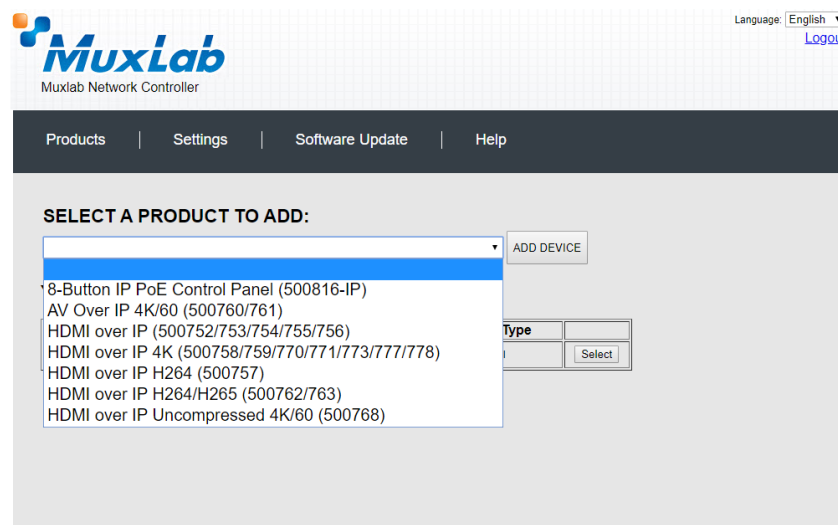 Language: English
MuxLab
Logou
Muxlab Network Controller
Products | Settings | Software Update | Help
SELECT A PRODUCT TO ADD:
ADD DEVICE
8-Button IP PoE Control Panel (500816-IP)
AV Over IP 4K/60 (500760/761)
HDMI over IP (500752/753/754/755/756)
Type
HDMI over IP 4K (500758/759/770/771/773/777/778)
Select
HDMI over IP H264 (500757)
HDMI over IP H264/H265 (500762/763)
HDMI over IP Uncompressed 4K/60 (500768)